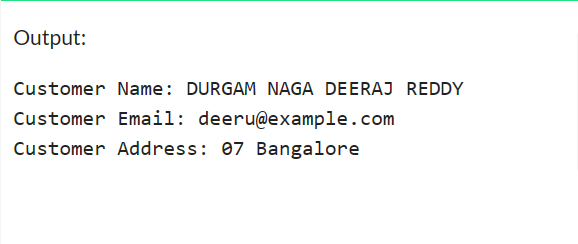 Output:
Customer Name: DURGAM NAGA DEERAJ REDDY
Customer Email: deeru@example.com
Customer Address: 07 Bangalore